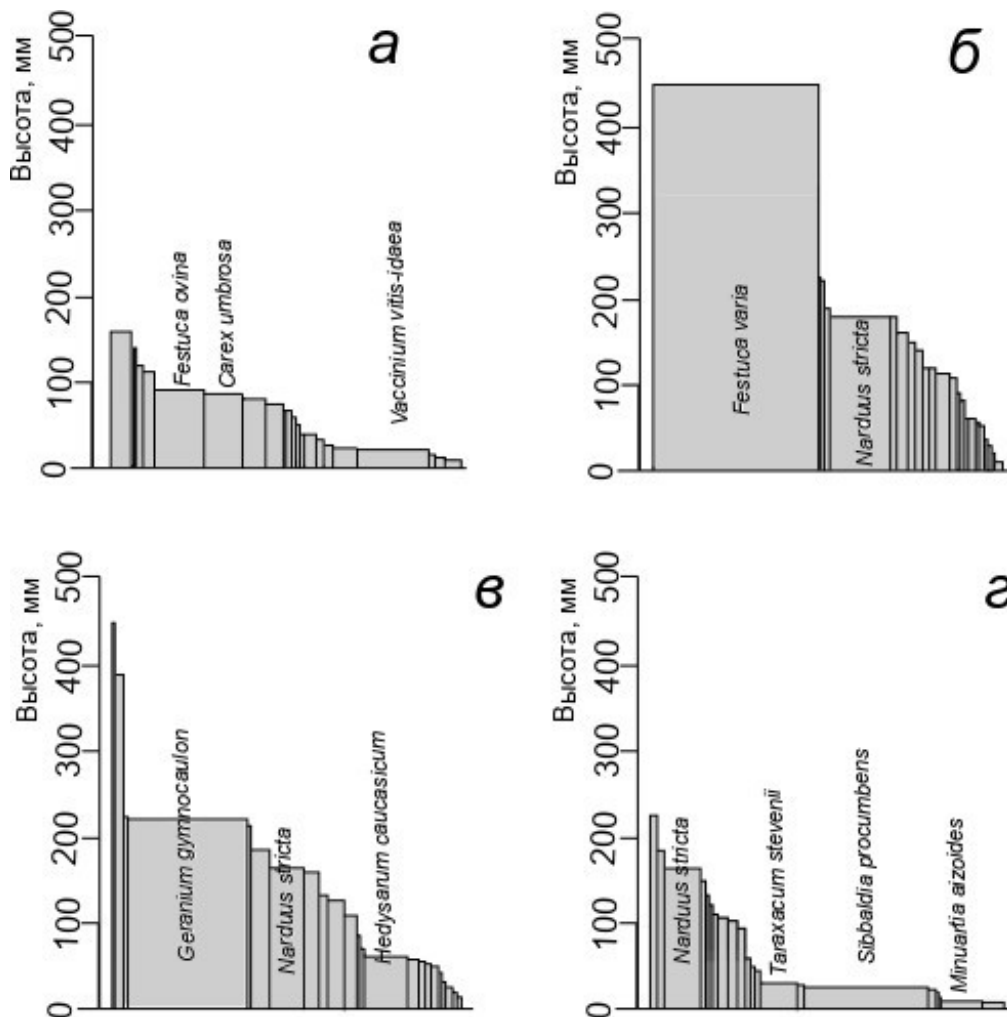 а
Высота, мм
500
400
300
200
100
0
Festuca ovina
Carex umbrosa
Vaccinium vitis-idaea
б
Высота, мм
500
400
300
200
100
0
Festuca varia
Narduus stricta
в
Высота, мм
500
400
300
200
100
0
Geranium gymnocaulon
Narduus stricta
Hedysarum caucasicum
г
Высота, мм
500
400
300
200
100
0
Narduus stricta
Taraxacum stevenii
Sibbaldia procumbens
Minuartia aizoides